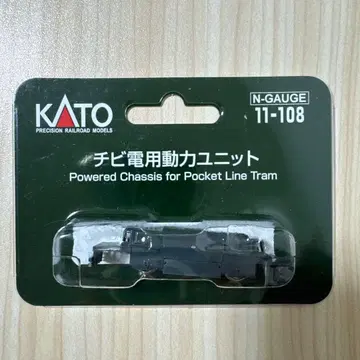 KATO
PRECISION RAILROAD MODELS
N-GAUGE
11-108
チビ電用動力ユニット
Powered Chassis for Pocket Line Tram